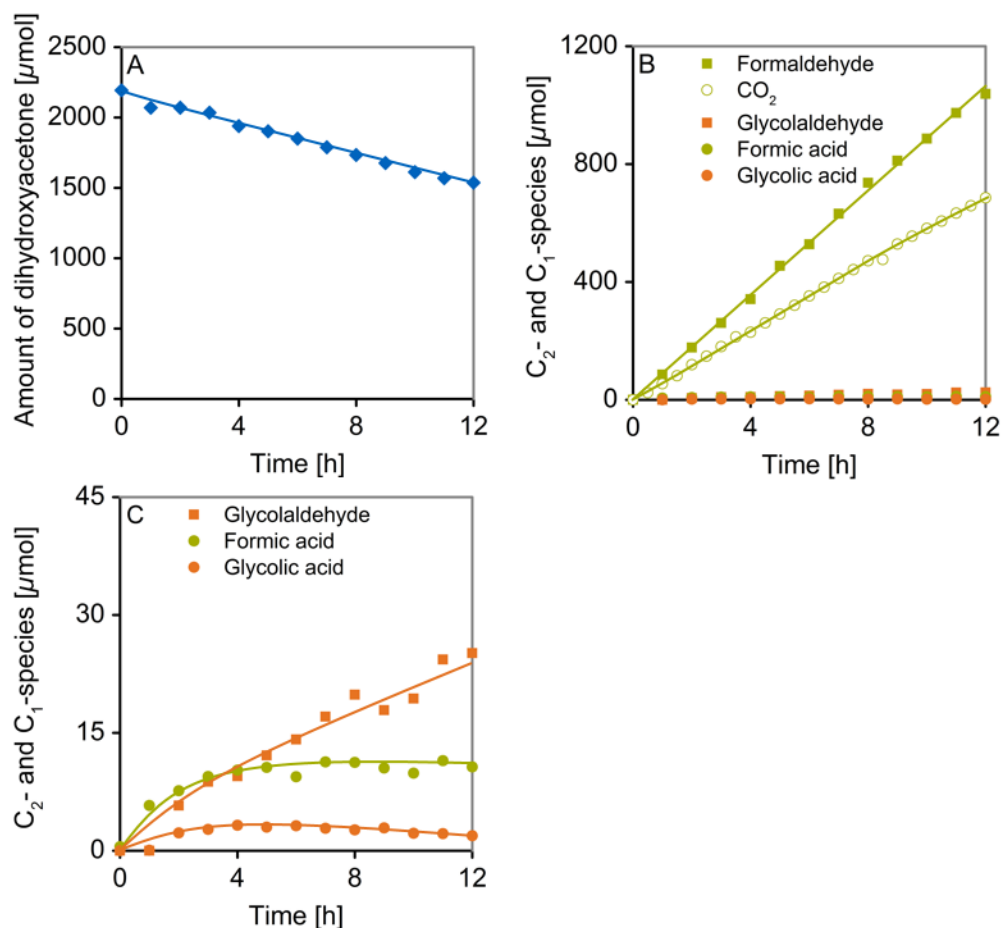 A
Amount of dihydroxyacetone [µmol]
2500
2000
1500
1000
500
0
0 4 8 12
Time [h]
B
C₂- and C₁-species [µmol]
1200
800
400
0
Formaldehyde
CO₂
Glycolaldehyde
Formic acid
Glycolic acid
0 4 8 12
Time [h]
C
C₂- and C₁-species [µmol]
45
30
15
0
Glycolaldehyde
Formic acid
Glycolic acid
0 4 8 12
Time [h]